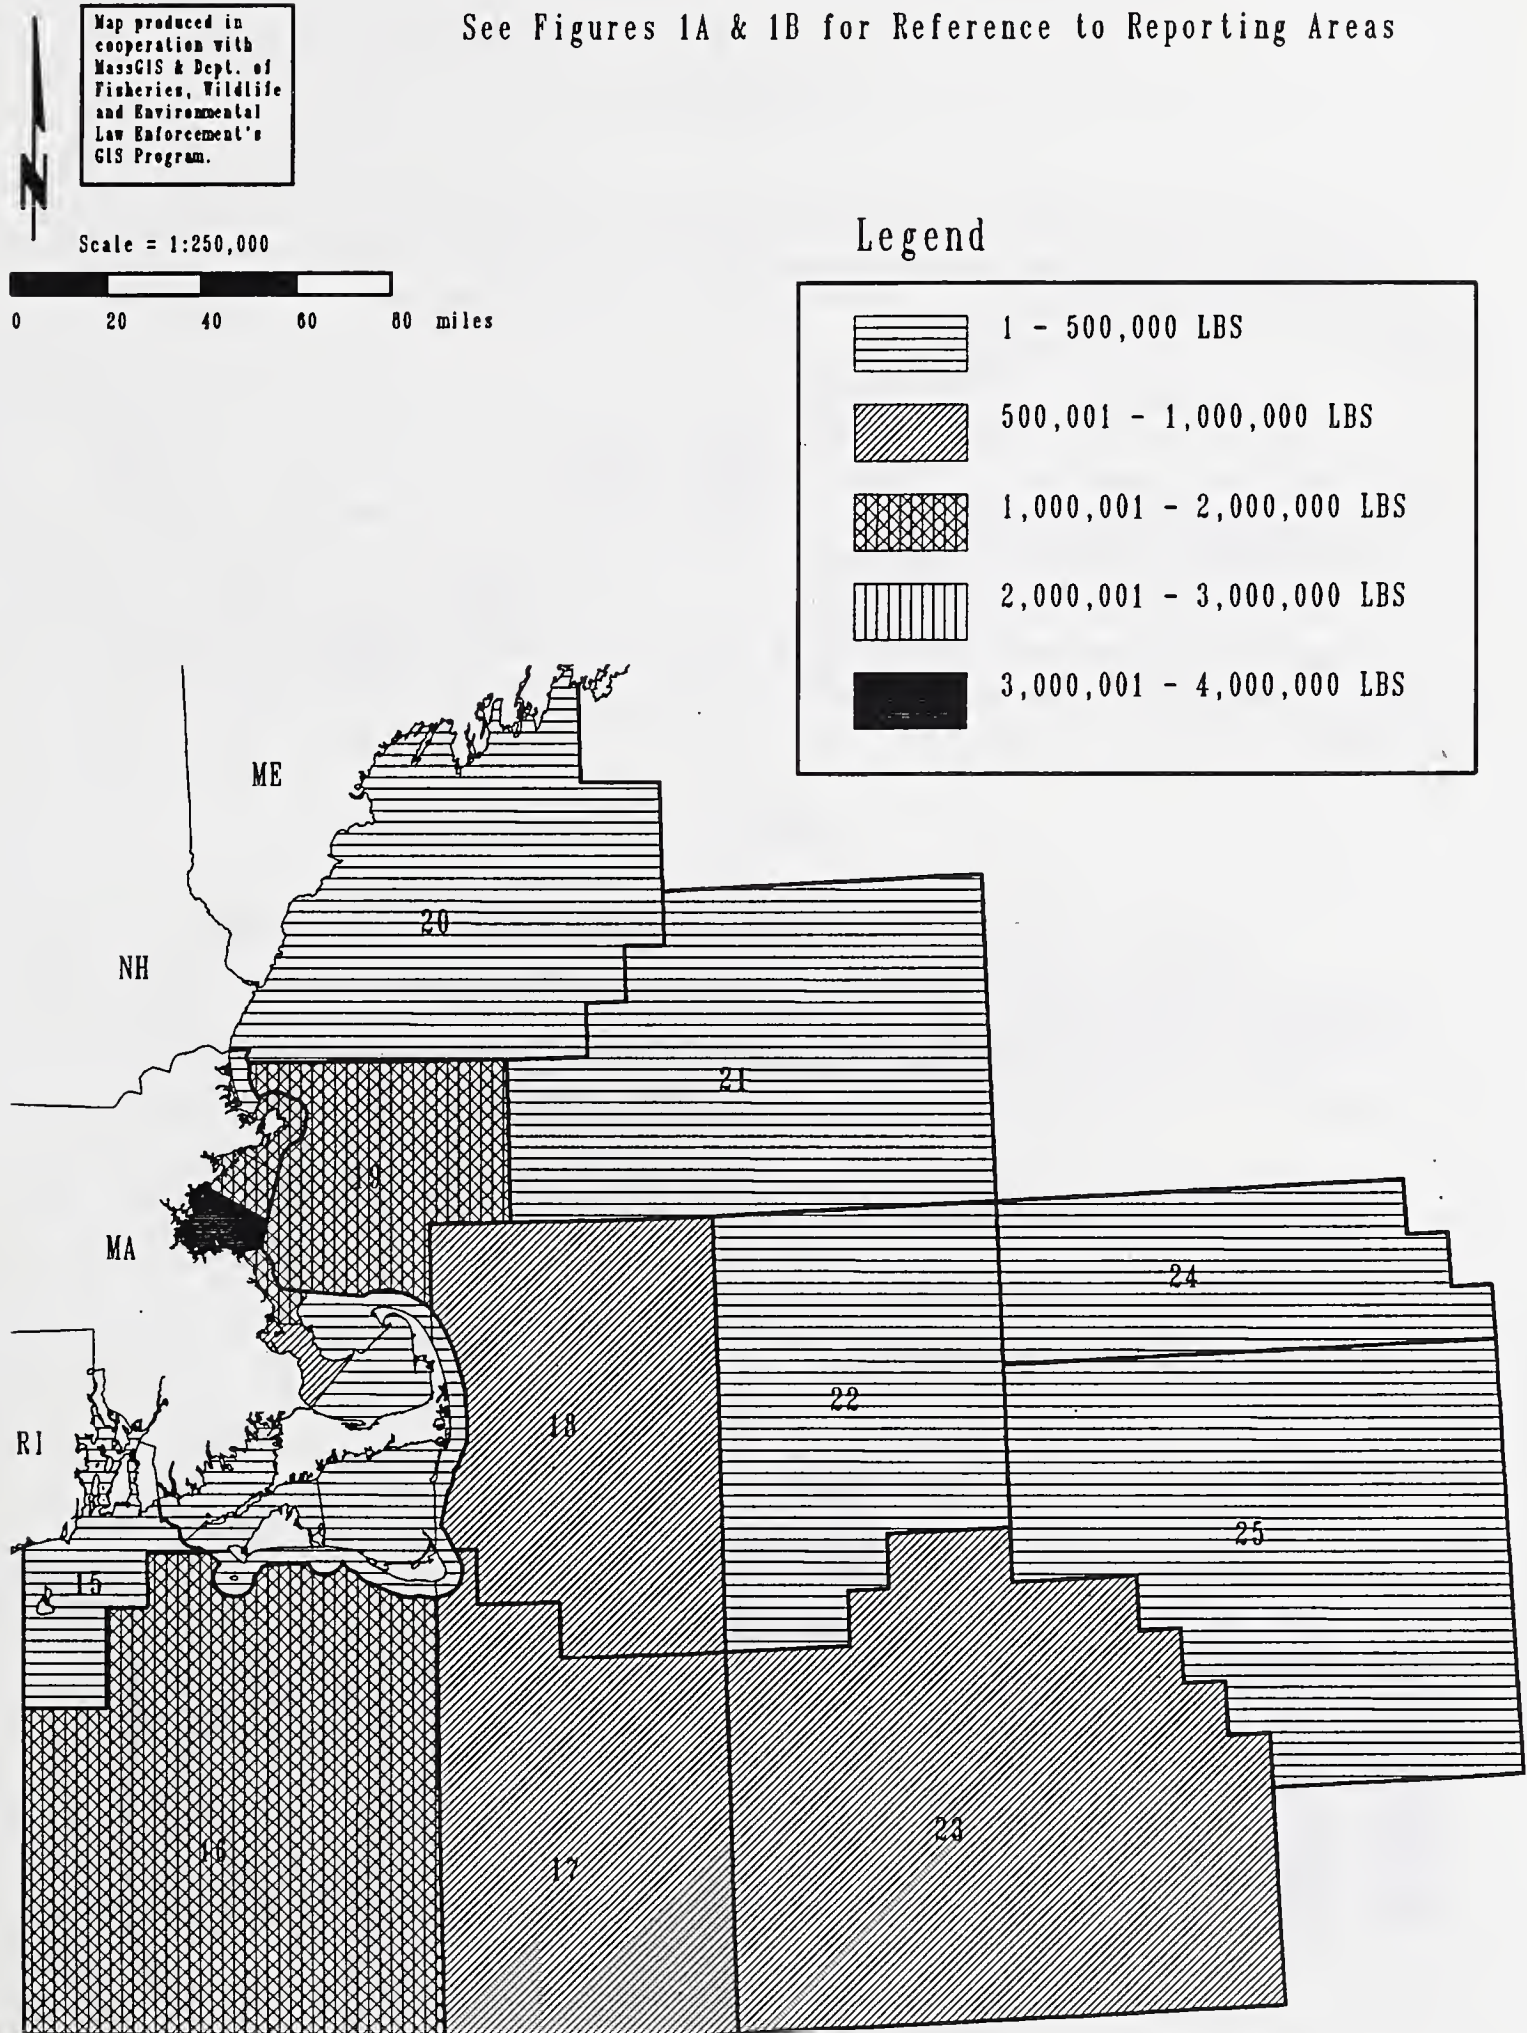 See Figures 1A & 1B for Reference to Reporting Areas
Map produced in
cooperation with
MassGIS & Dept. of
Fisheries, Wildlife
and Environmental
Law Enforcement's
GIS Program.
N
Scale = 1:250,000
0 20 40 60 80 miles
Legend
1 - 500,000 LBS
500,001 - 1,000,000 LBS
1,000,001 - 2,000,000 LBS
2,000,001 - 3,000,000 LBS
3,000,001 - 4,000,000 LBS
ME
20
NH
21
19
MA
24
22
18
RI
25
15
23
16
17